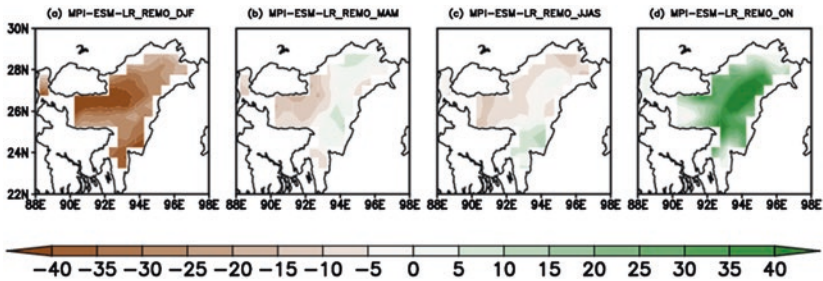 (a) MPI-ESM-LR_REMO_DJF (b) MPI-ESM-LR_REMO_MAM (c) MPI-ESM-LR_REMO_JJAS (d) MPI-ESM-LR_REMO_ON
30N
28N
26N
24N
22N
88E 90E 92E 94E 96E 98E 88E 90E 92E 94E 96E 98E 88E 90E 92E 94E 96E 98E 88E 90E 92E 94E 96E 98E
−40 −35 −30 −25 −20 −15 −10 −5 0 5 10 15 20 25 30 35 40